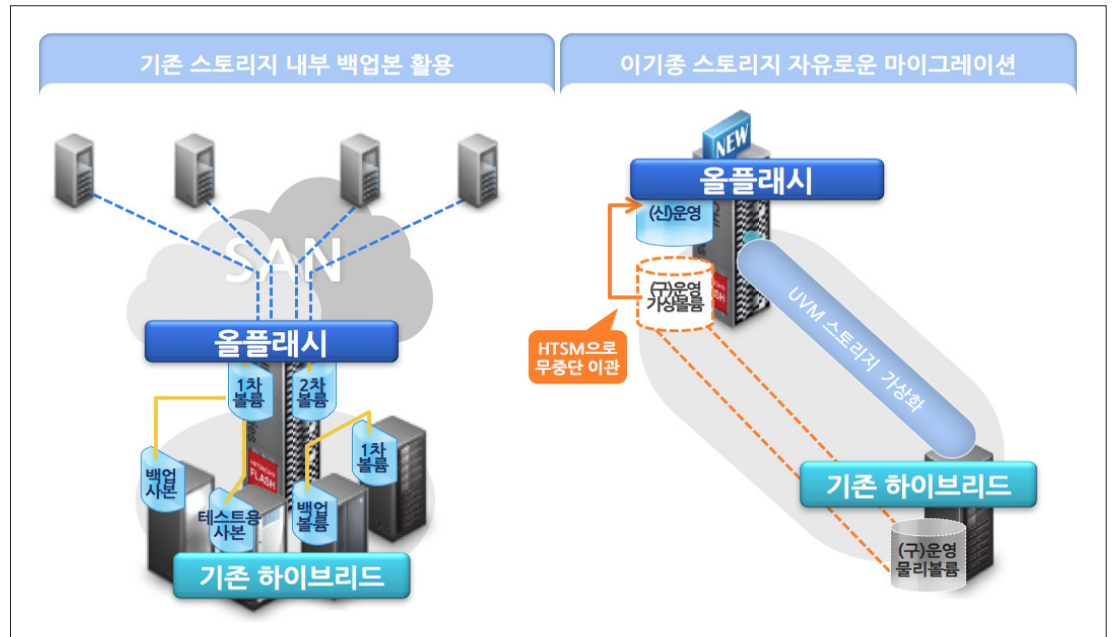 기존 스토리지 내부 백업본 활용
이기종 스토리지 자유로운 마이그레이션
SAN
올플래시
1차
볼륨
2차
볼륨
1차
볼륨
백업
사본
테스트용
사본
백업
볼륨
HITACHI
FLASH
기존 하이브리드
NEW
올플래시
(신)운영
(구)운영
가상볼륨
HTSM으로
무중단 이관
UVM 스토리지 가상화
기존 하이브리드
(구)운영
물리볼륨